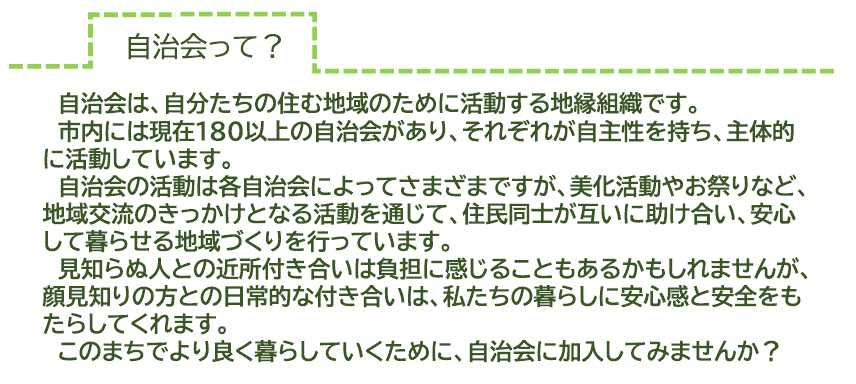 自治会って？
自治会は、自分たちの住む地域のために活動する地縁組織です。
市内には現在180以上の自治会があり、それぞれが自主性を持ち、主体的
に活動しています。
自治会の活動は各自治会によってさまざまですが、美化活動やお祭りなど、
地域交流のきっかけとなる活動を通じて、住民同士が互いに助け合い、安心
して暮らせる地域づくりを行っています。
見知らぬ人との近所付き合いは負担に感じることもあるかもしれませんが、
顔見知りの方との日常的な付き合いは、私たちの暮らしに安心感と安全をも
たらしてくれます。
このまちでより良く暮らしていくために、自治会に加入してみませんか？